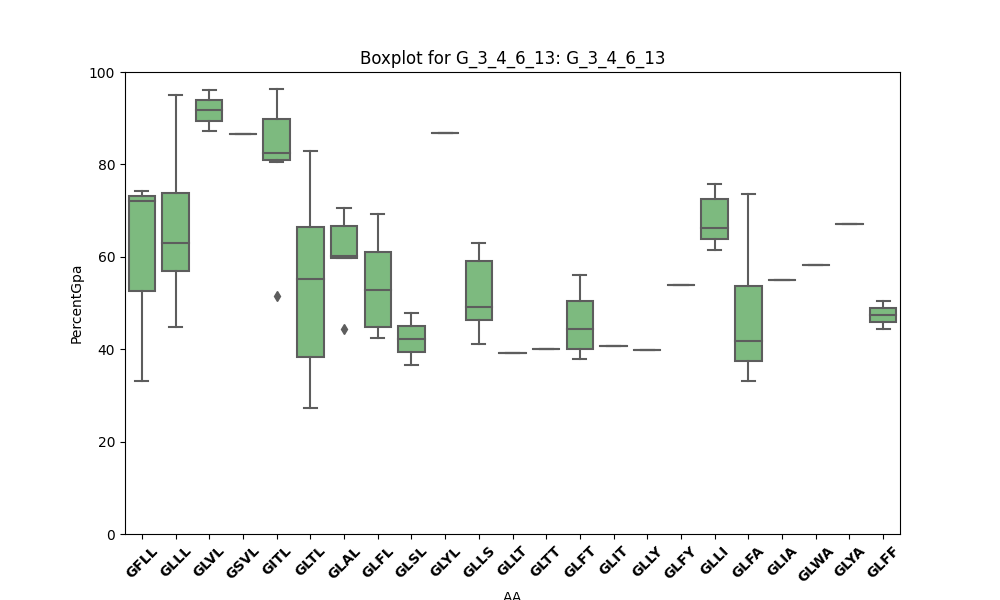 Boxplot for G_3_4_6_13: G_3_4_6_13
100
80
60
40
20
0
PercentGpa
GFLL GLLL GLVL GSVL GITL GLTL GLAL GLFL GLSL GLYL GLLS GLLT GLTT GLFT GLIT GLLY GLFY GLLI GLFA GLIA GLWA GLYA GLFF
AA